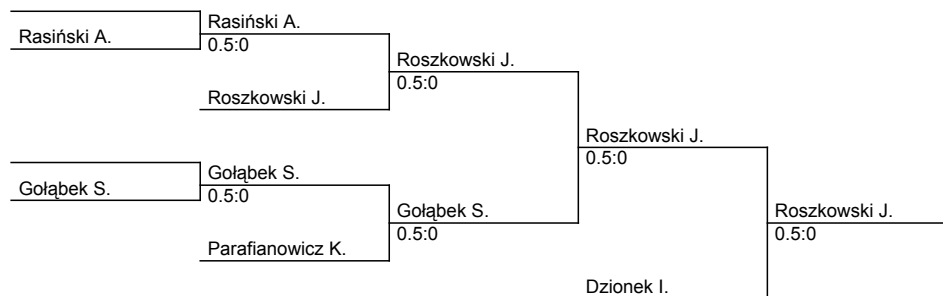 Rasiński A.
Rasiński A.
0.5:0
Roszkowski J.
Roszkowski J.
0.5:0
Gołąbek S.
Gołąbek S.
0.5:0
Parafianowicz K.
Gołąbek S.
0.5:0
Roszkowski J.
0.5:0
Dzionek I.
Roszkowski J.
0.5:0